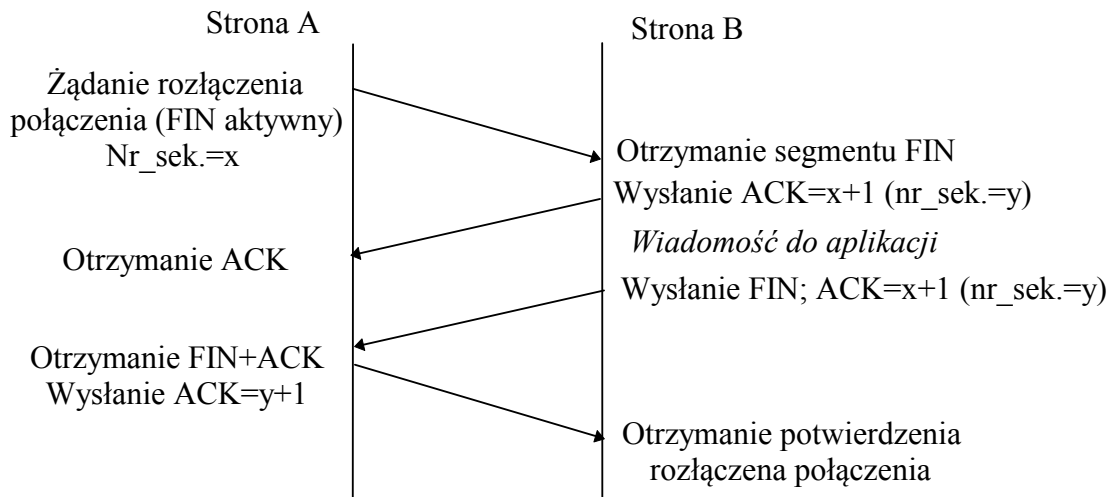 Strona A
Strona B
Żądanie rozłączenia
połączenia (FIN aktywny)
Nr_sek.=x
Otrzymanie segmentu FIN
Wysłanie ACK=x+1 (nr_sek.=y)
Wiadomość do aplikacji
Otrzymanie ACK
Wysłanie FIN; ACK=x+1 (nr_sek.=y)
Otrzymanie FIN+ACK
Wysłanie ACK=y+1
Otrzymanie potwierdzenia
rozłączena połączenia